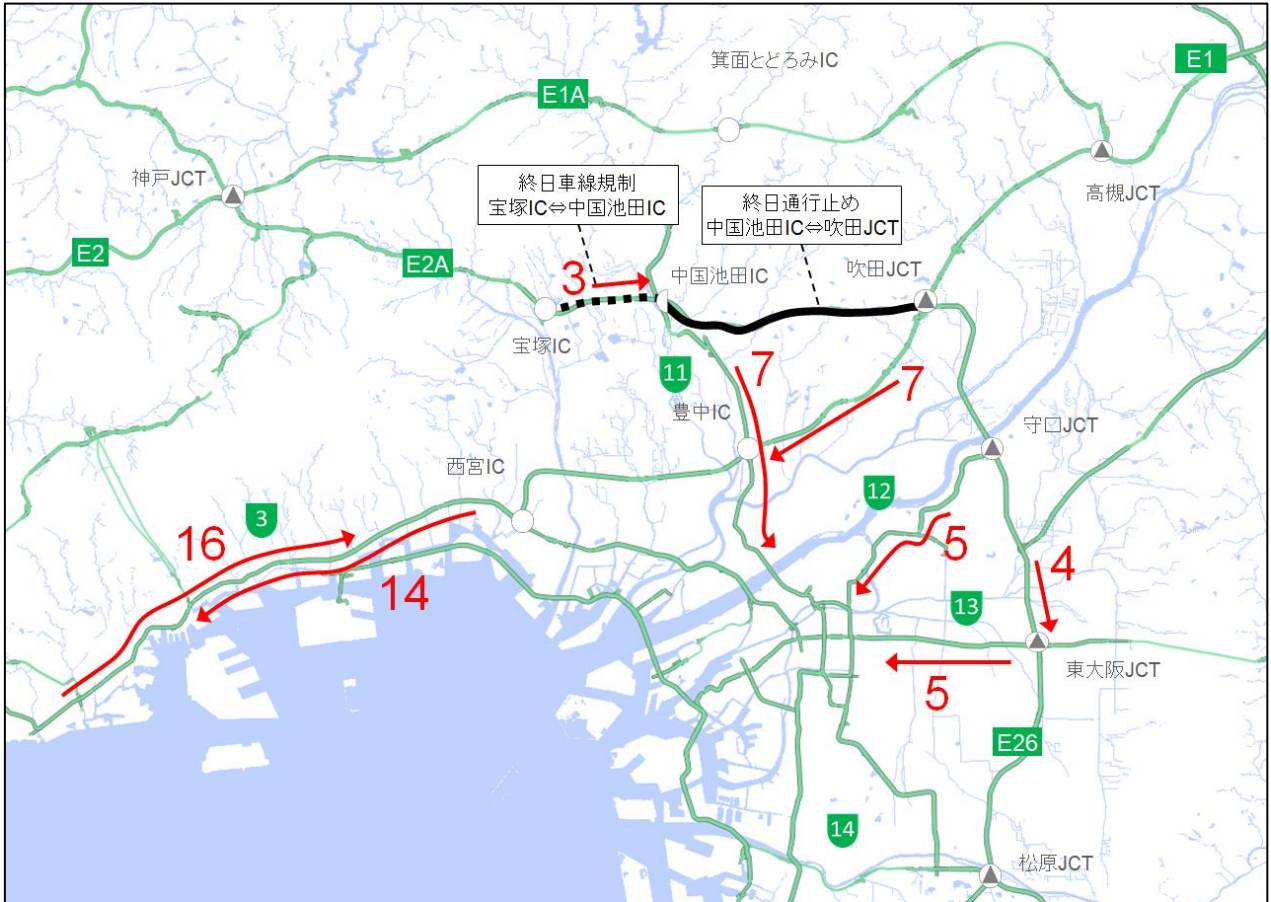 箕面とどろみIC
E1
E1A
神戸JCT
高槻JCT
終日車線規制
宝塚IC⇔中国池田IC
終日通行止め
中国池田IC⇔吹田JCT
E2
E2A
3
中国池田IC
吹田JCT
宝塚IC
11
7
7
豊中IC
守口JCT
西宮IC
12
3
16
5
4
14
13
東大阪JCT
5
E26
14
松原JCT